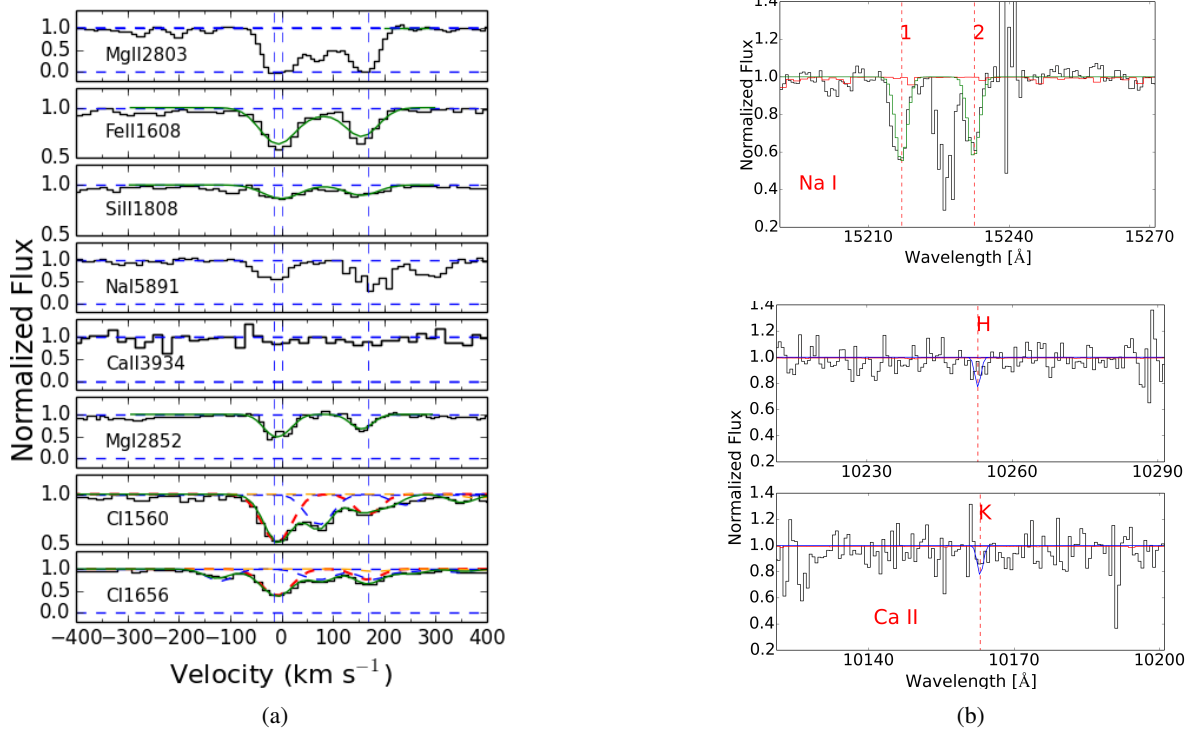 Normalized Flux
1.0
0.5
0.0
MgII2803
1.0
0.5
FeII1608
1.0
0.5
SiII1808
1.0
0.5
0.0
NaI5891
1.0
0.5
0.0
CaII3934
1.0
0.5
0.0
MgI2852
1.0
0.5
CI1560
1.0
0.5
0.0
CI1656
−400 −300 −200 −100 0 100 200 300 400
Velocity (km s−1)
(a)
Normalized Flux
1.4
1.2
1.0
0.8
0.6
0.4
0.2
1 2
Na I
15210 15240 15270
Wavelength [Å]
Normalized Flux
1.4
1.2
1.0
0.8
0.6
0.4
0.2
H
10230 10260 10290
1.4
1.2
1.0
0.8
0.6
0.4
0.2
K
Ca II
10140 10170 10200
Wavelength [Å]
(b)